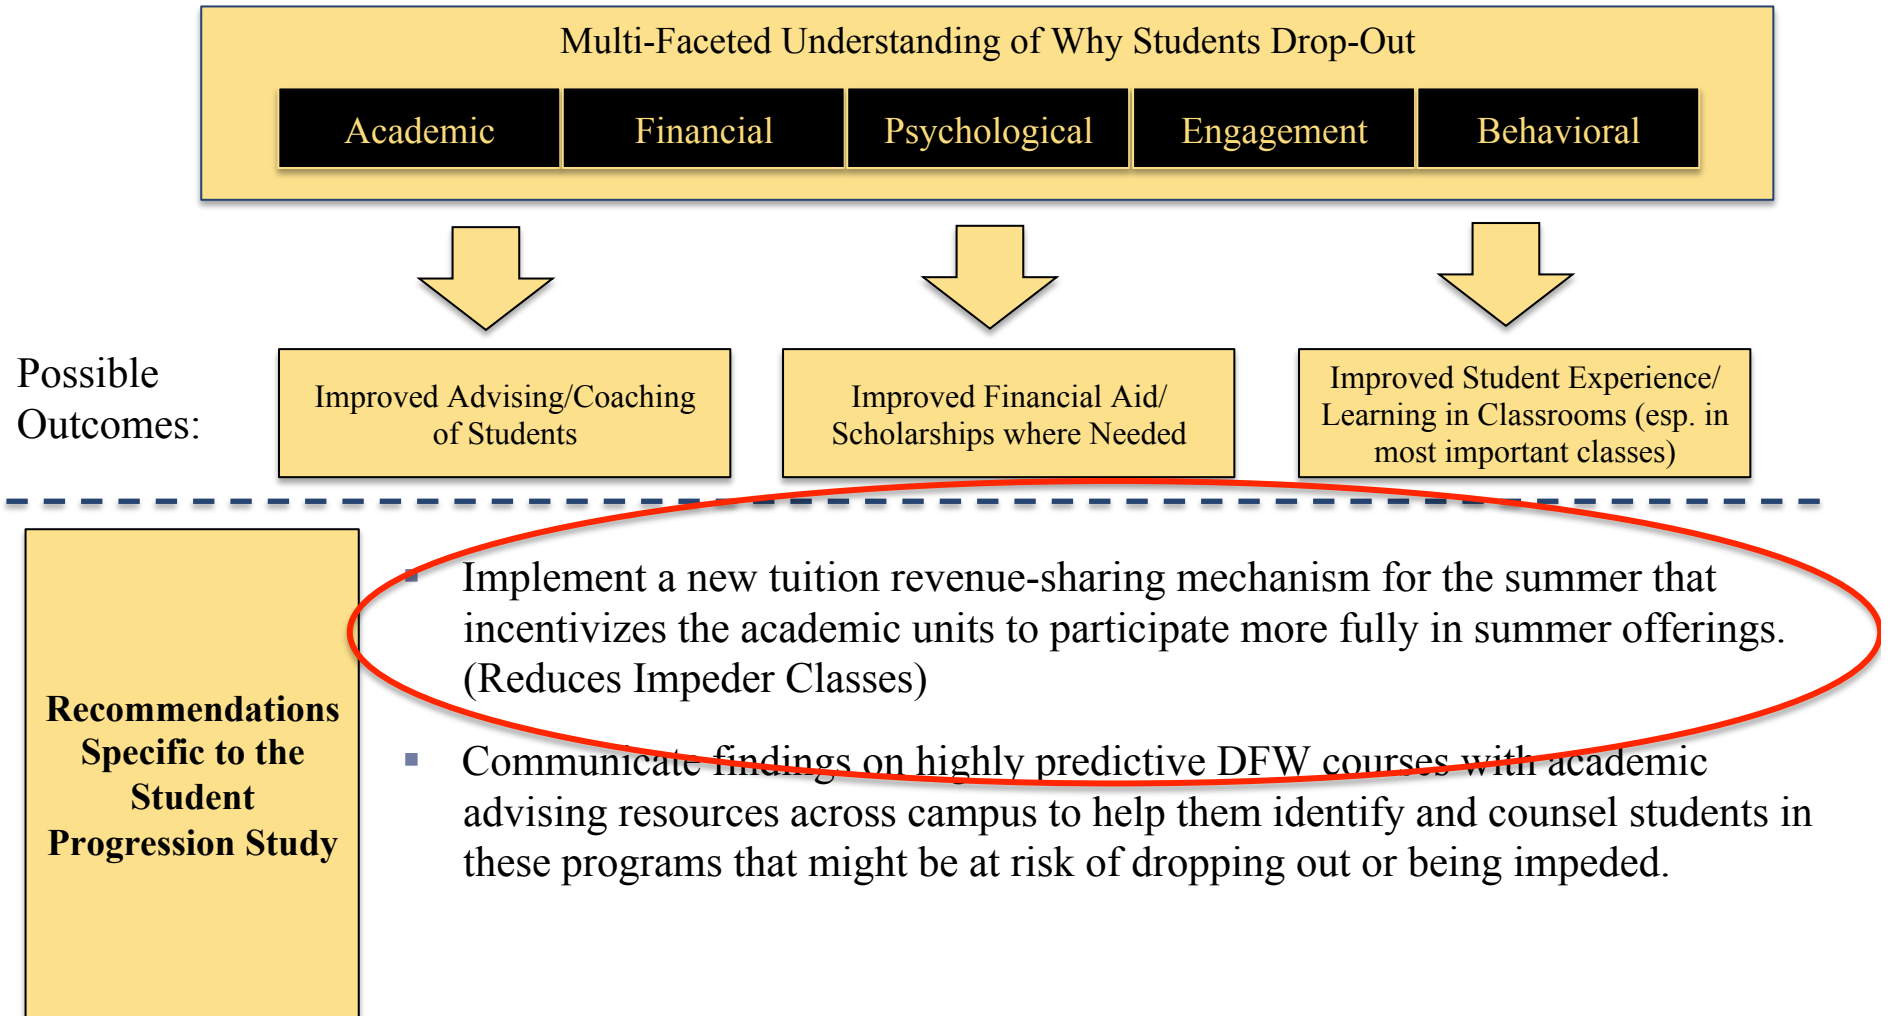 Multi-Faceted Understanding of Why Students Drop-Out
Academic
Financial
Psychological
Engagement
Behavioral
Possible
Outcomes:
Improved Advising/Coaching
of Students
Improved Financial Aid/
Scholarships where Needed
Improved Student Experience/
Learning in Classrooms (esp. in
most important classes)
Recommendations
Specific to the
Student
Progression Study
▪ Implement a new tuition revenue-sharing mechanism for the summer that
incentivizes the academic units to participate more fully in summer offerings.
(Reduces Impeder Classes)
▪ Communicate findings on highly predictive DFW courses with academic
advising resources across campus to help them identify and counsel students in
these programs that might be at risk of dropping out or being impeded.